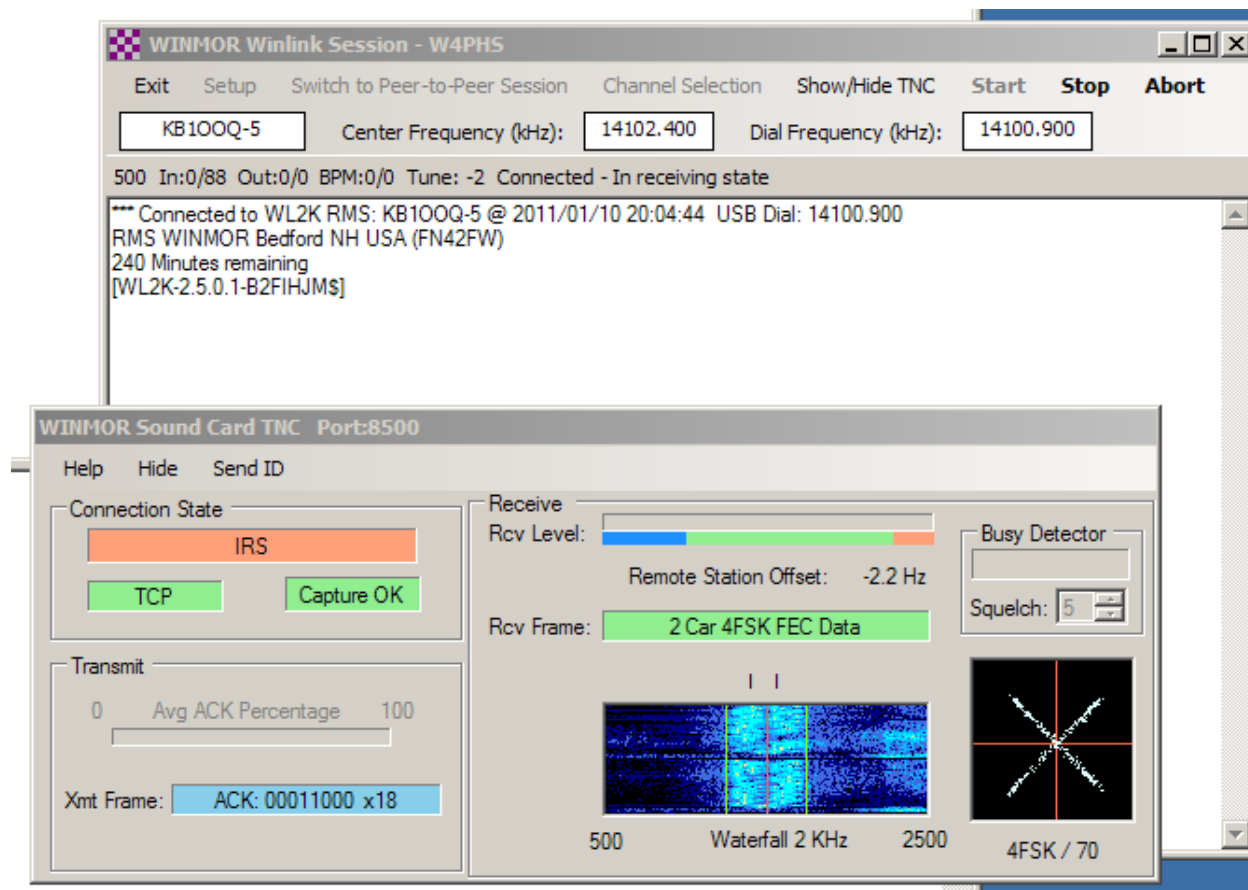 WINMOR Winlink Session - W4PHS
Exit Setup Switch to Peer-to-Peer Session Channel Selection Show/Hide TNC Start Stop Abort
KB1OOQ-5 Center Frequency (kHz): 14102.400 Dial Frequency (kHz): 14100.900
500 In:0/88 Out:0/0 BPM:0/0 Tune: -2 Connected - In receiving state
*** Connected to WL2K RMS: KB1OOQ-5 @ 2011/01/10 20:04:44 USB Dial: 14100.900
RMS WINMOR Bedford NH USA (FN42FW)
240 Minutes remaining
[WL2K-2.5.0.1-B2FIHJM$]
WINMOR Sound Card TNC Port:8500
Help Hide Send ID
Connection State
IRS
TCP Capture OK
Transmit
0 Avg ACK Percentage 100
Xmt Frame: ACK: 00011000 x18
Receive
Rcv Level:
Remote Station Offset: -2.2 Hz
Rcv Frame: 2 Car 4FSK FEC Data
500 Waterfall 2 KHz 2500
Busy Detector
Squelch: 5
4FSK / 70